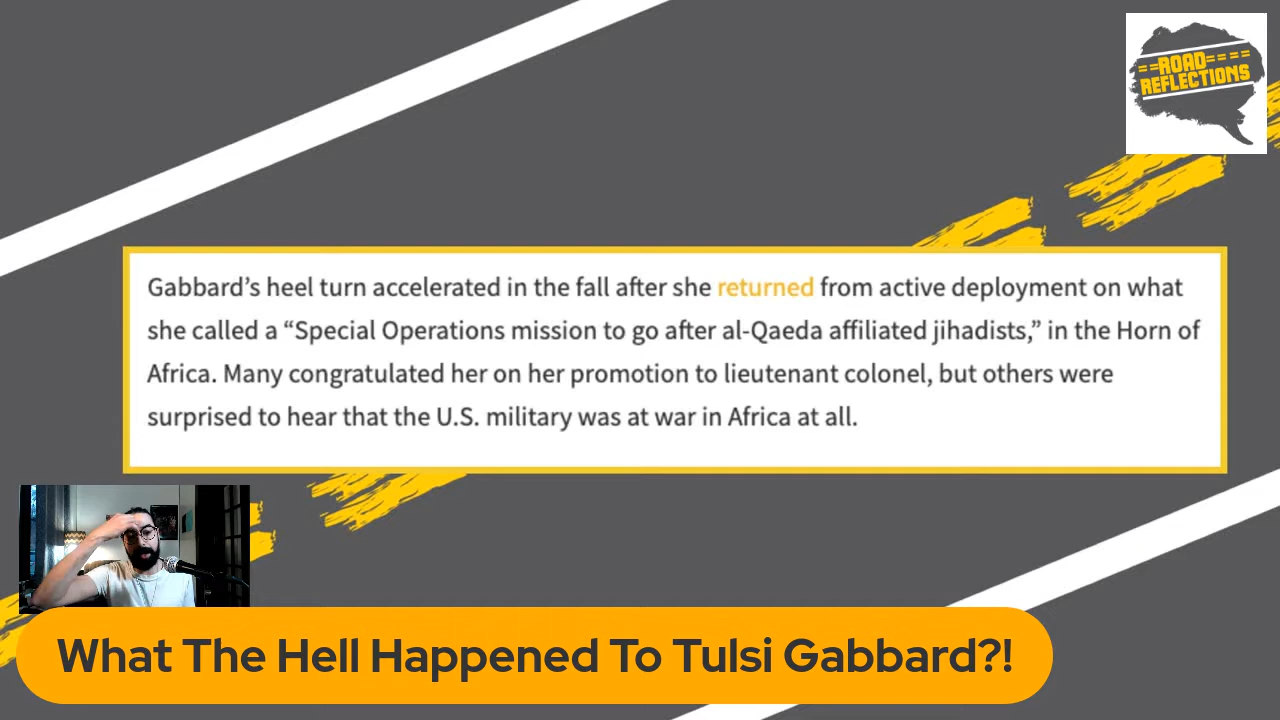 ==ROAD====
REFLECTIONS
Gabbard’s heel turn accelerated in the fall after she returned from active deployment on what
she called a “Special Operations mission to go after al-Qaeda affiliated jihadists,” in the Horn of
Africa. Many congratulated her on her promotion to lieutenant colonel, but others were
surprised to hear that the U.S. military was at war in Africa at all.
What The Hell Happened To Tulsi Gabbard?!